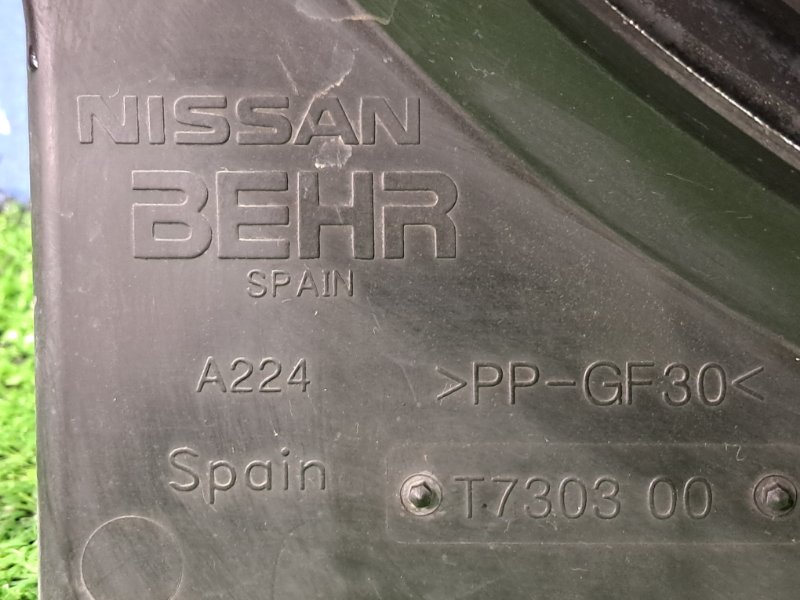 NISSAN
BEHR
SPAIN
A224 >PP-GF30<
Spain T7303 00